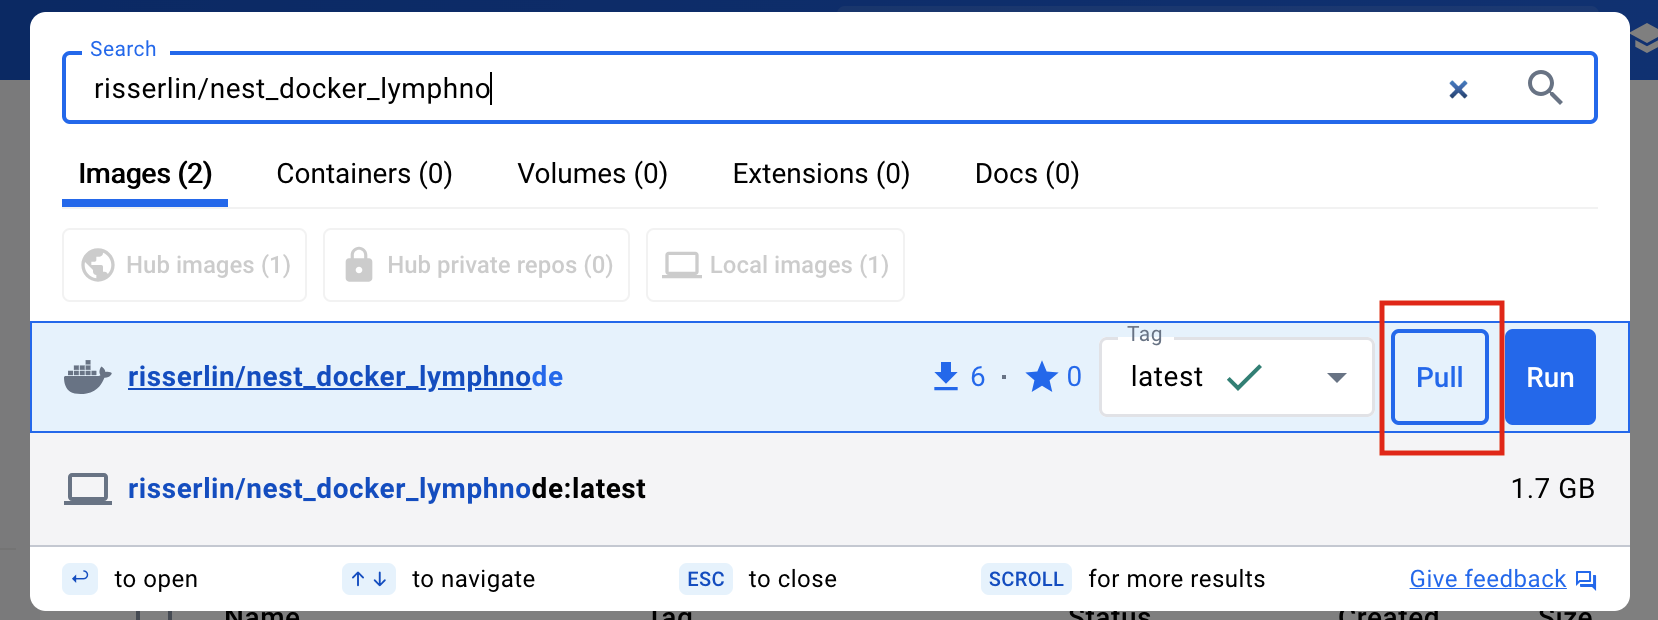 Search
risserlin/nest_docker_lymphno
Images (2) Containers (0) Volumes (0) Extensions (0) Docs (0)
Hub images (1) Hub private repos (0) Local images (1)
Tag
risserlin/nest_docker_lymphnode 6 · 0 latest Pull Run
risserlin/nest_docker_lymphnode:latest 1.7 GB
to open to navigate ESC to close SCROLL for more results Give feedback
Name Tag Status Created Size